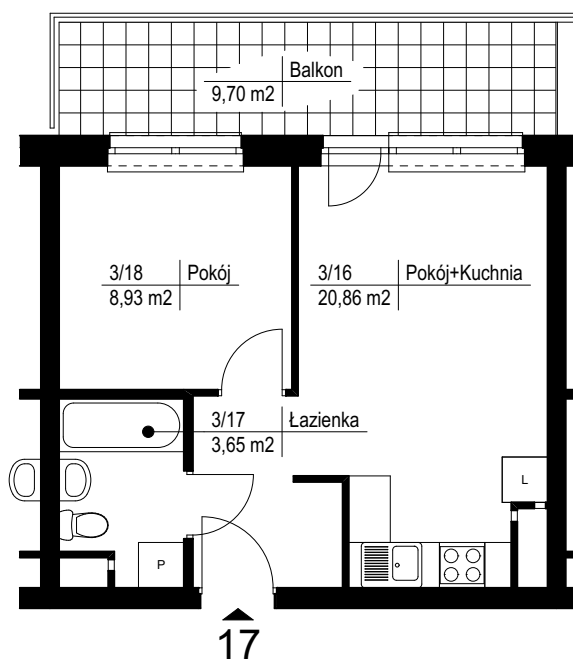 Balkon
9,70 m2
3/18 Pokój
8,93 m2
3/16 Pokój+Kuchnia
20,86 m2
3/17 Łazienka
3,65 m2
L
P
17